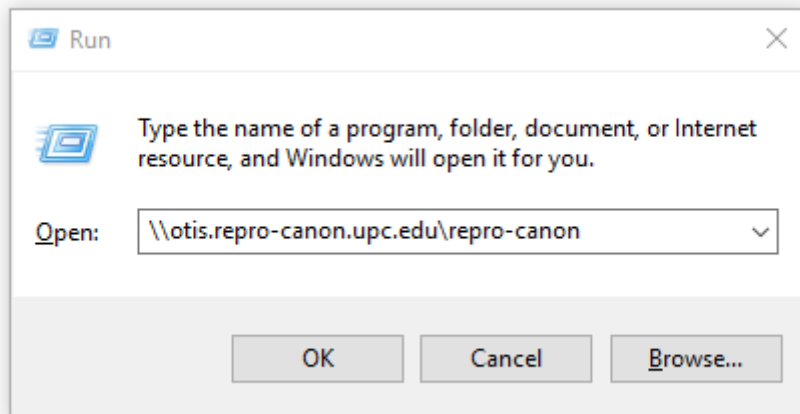 Run
Type the name of a program, folder, document, or Internet
resource, and Windows will open it for you.
Open: \\otis.repro-canon.upc.edu\repro-canon
OK Cancel Browse...